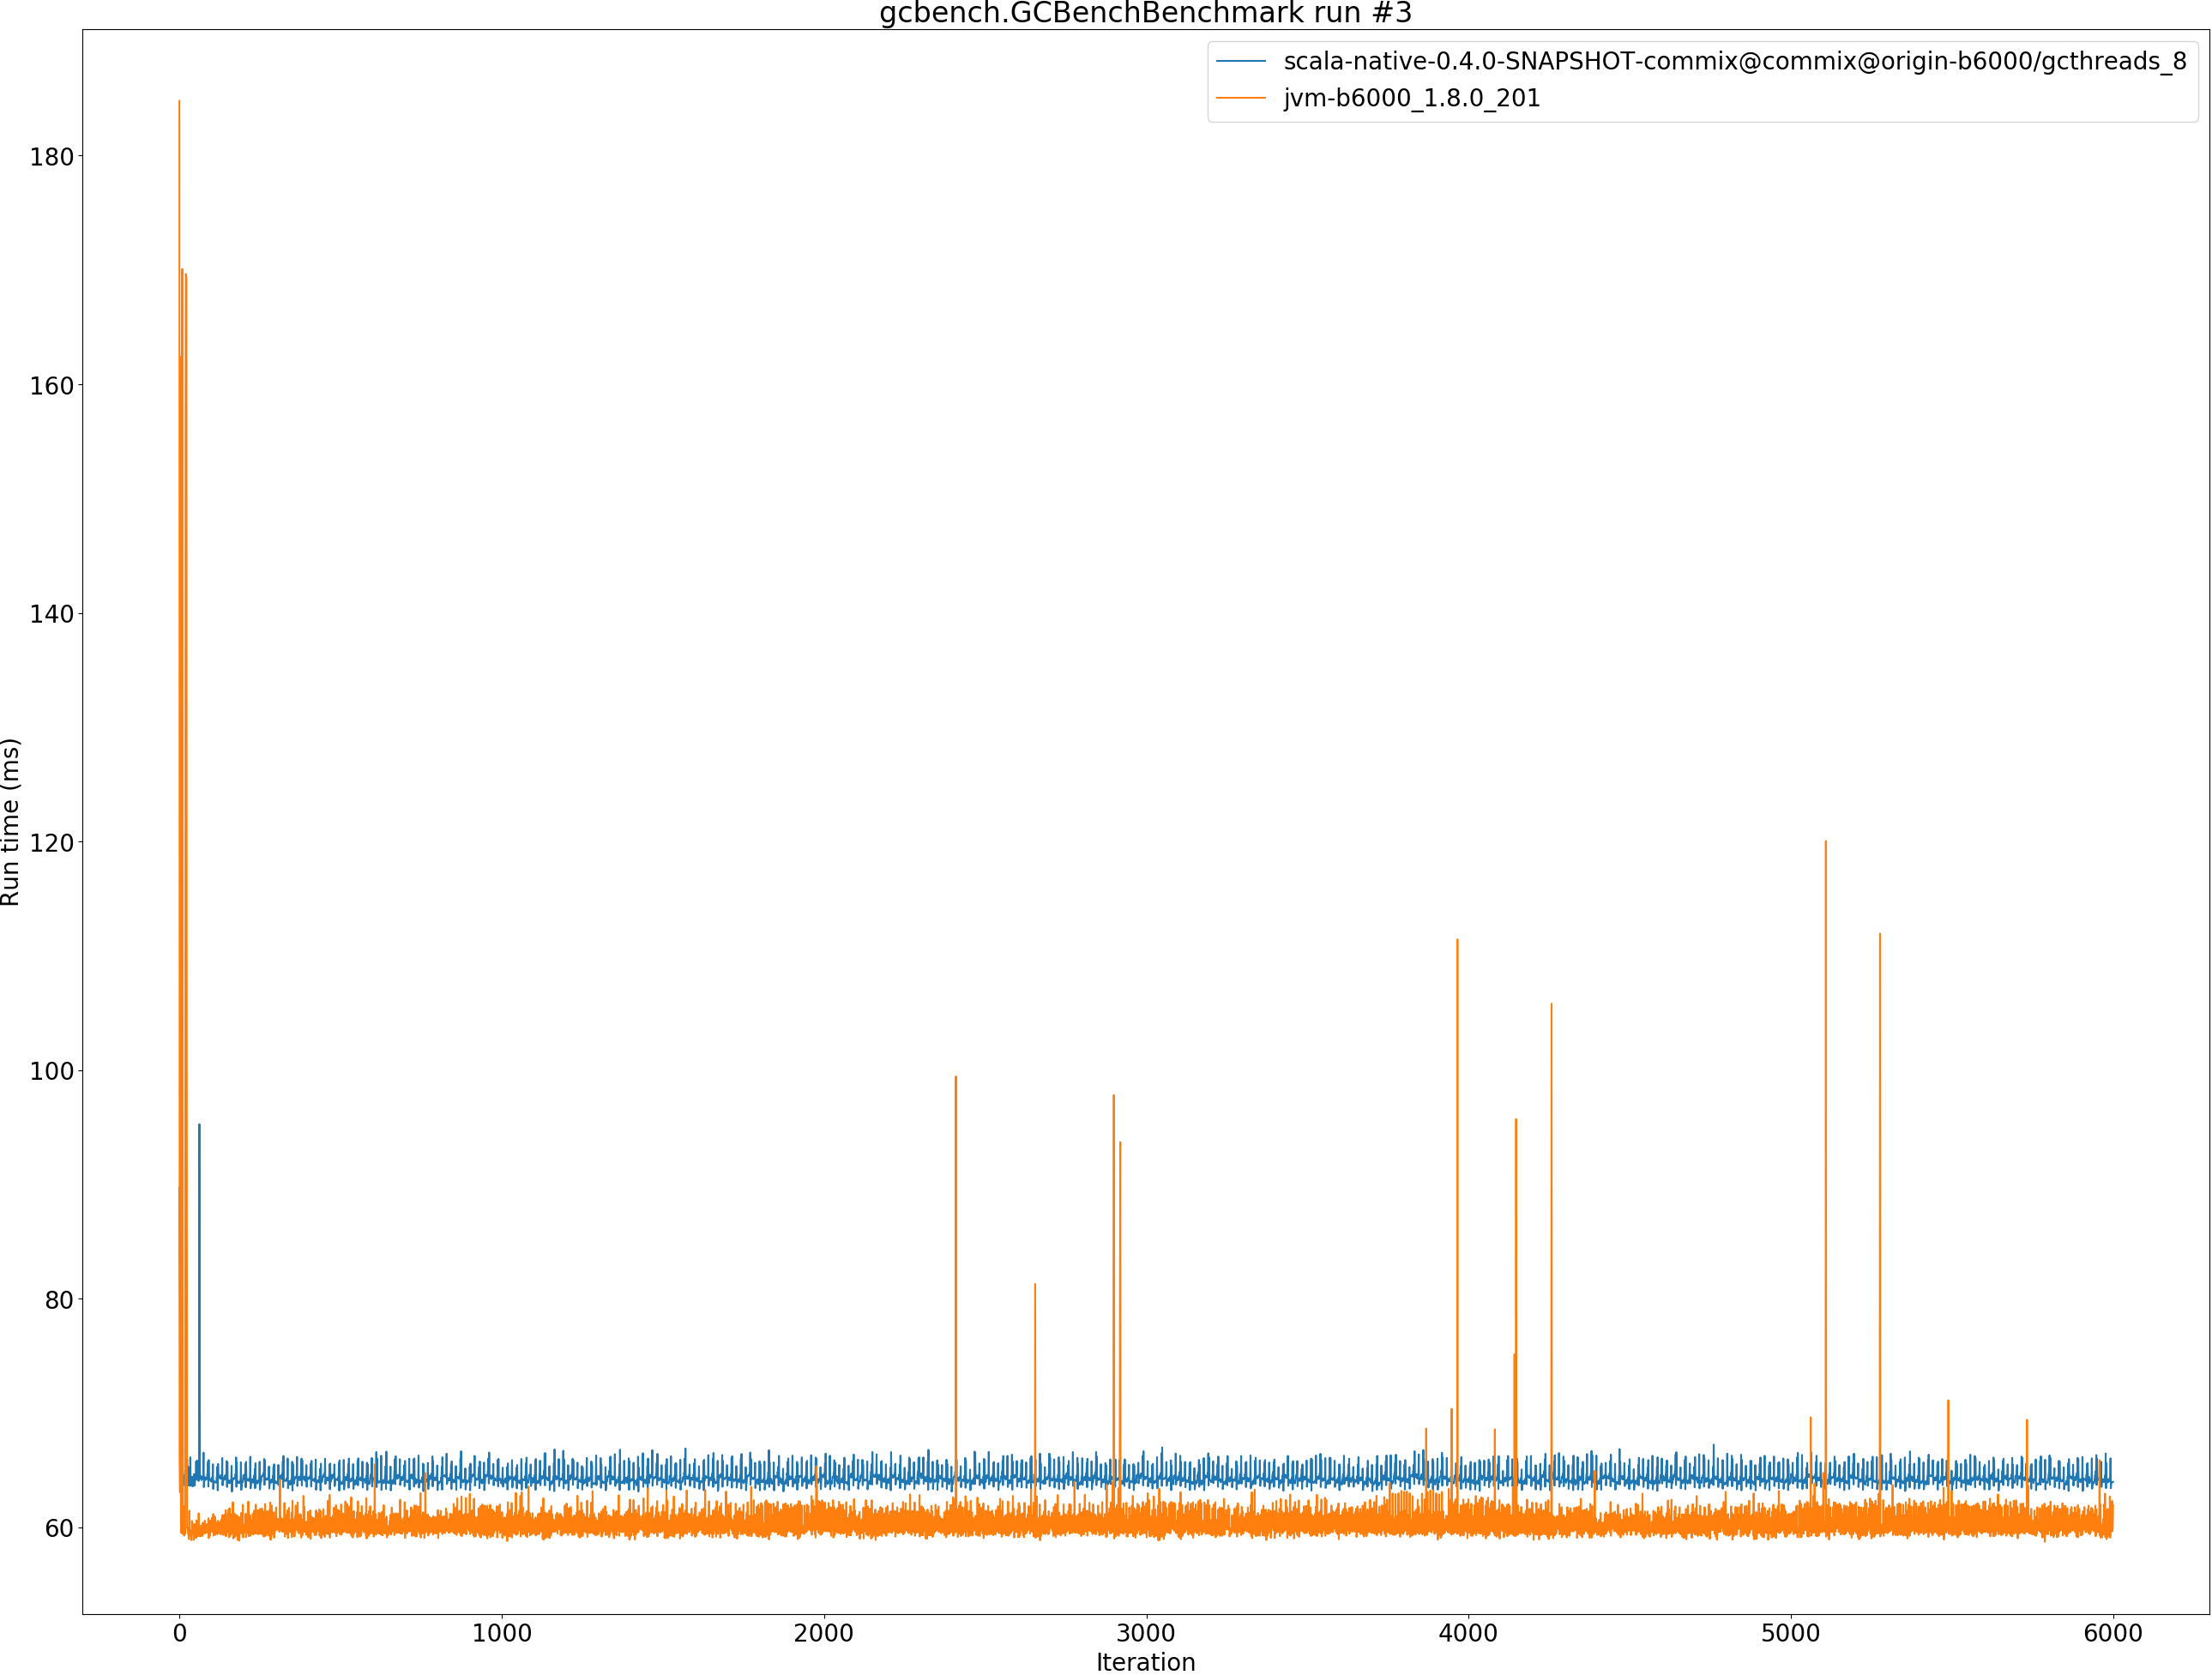 gcbench.GCBenchBenchmark run #3
scala-native-0.4.0-SNAPSHOT-commix@commix@origin-b6000/gcthreads_8
jvm-b6000_1.8.0_201
180
160
140
120
100
80
60
Run time (ms)
0 1000 2000 3000 4000 5000 6000
Iteration